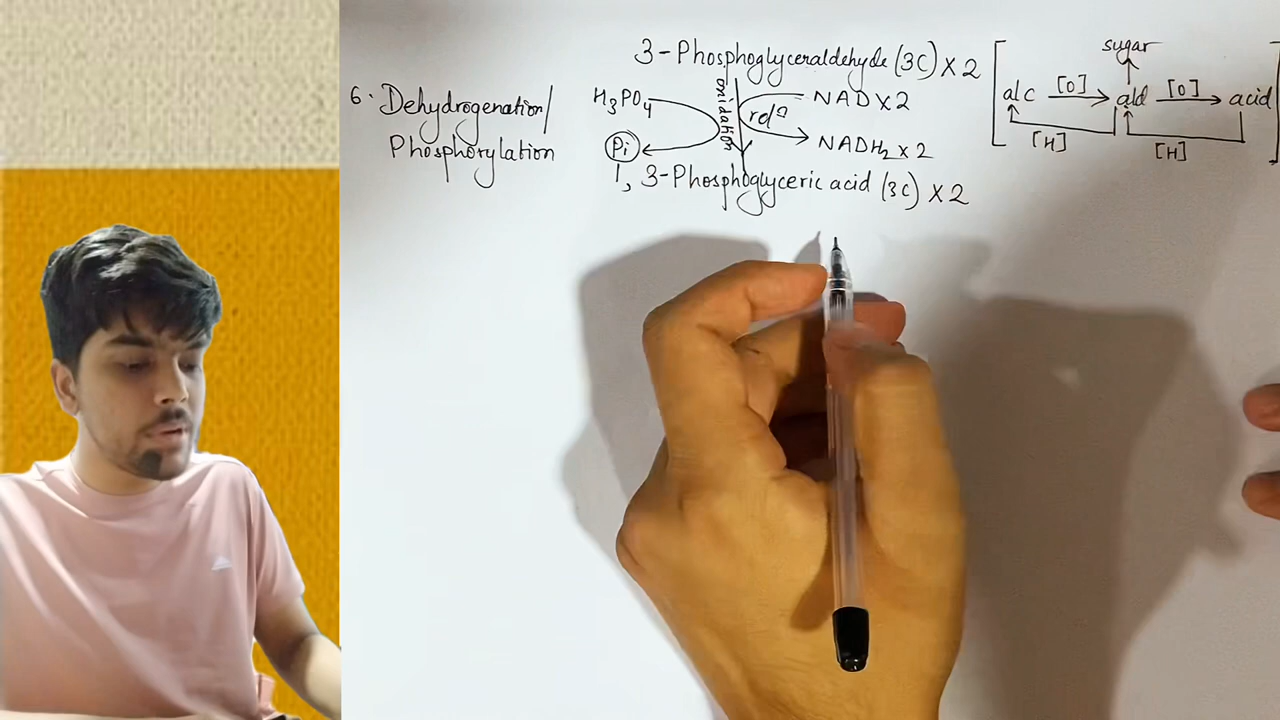 3-Phosphoglyceraldehyde (3C) X 2
6. Dehydrogenation/
Phosphorylation
H₃PO₄
Pi
oxidation
redⁿ
NAD X 2
NADH₂ X 2
1, 3-Phosphoglyceric acid (3C) X 2
sugar
alc [O] ald [O] acid
[H] [H]